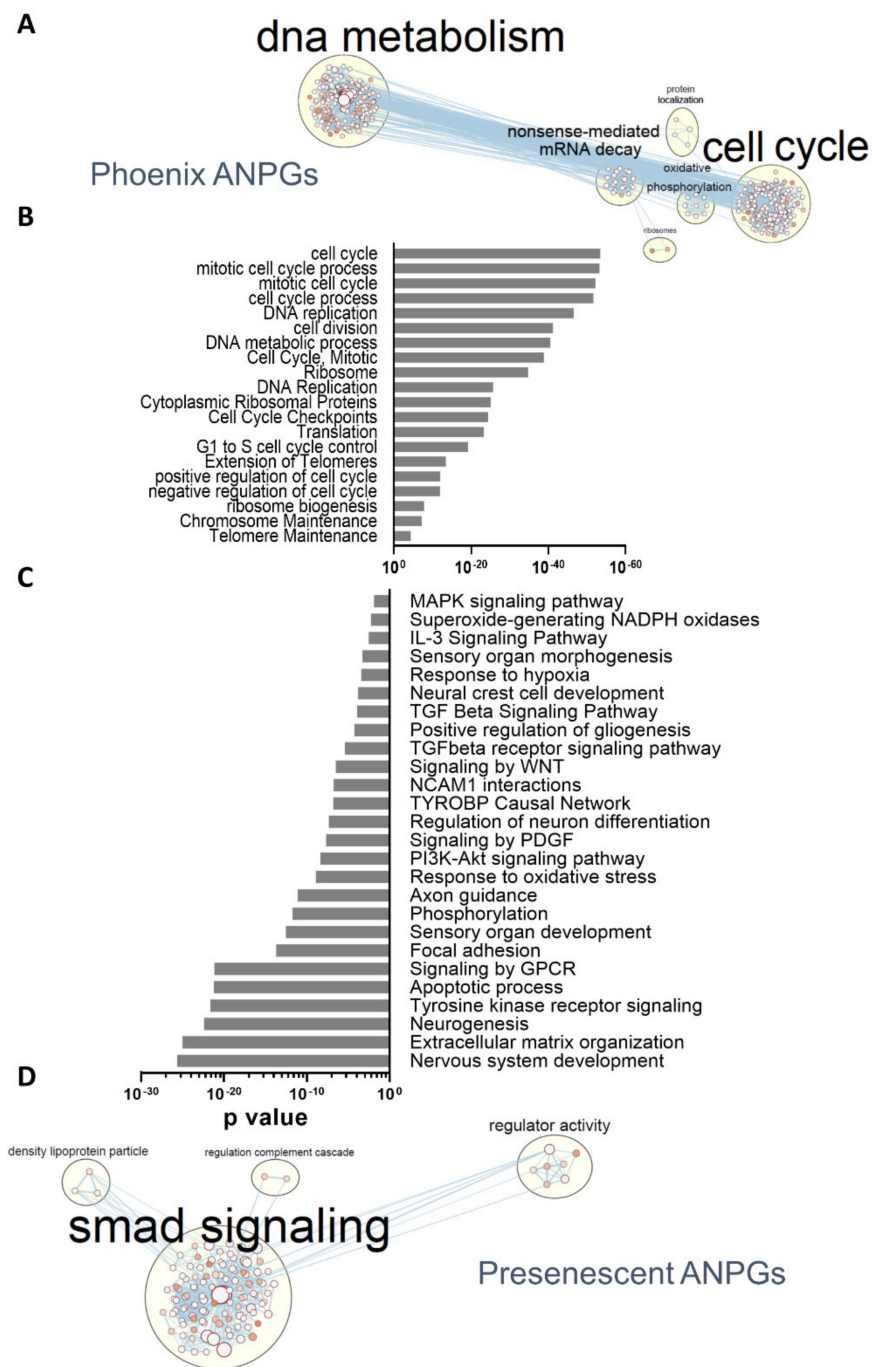 A
dna metabolism
protein
localization
nonsense-mediated
mRNA decay
cell cycle
oxidative
phosphorylation
Phoenix ANPGs
ribosomes
B
cell cycle
mitotic cell cycle process
mitotic cell cycle
cell cycle process
DNA replication
cell division
DNA metabolic process
Cell Cycle, Mitotic
Ribosome
DNA Replication
Cytoplasmic Ribosomal Proteins
Cell Cycle Checkpoints
Translation
G1 to S cell cycle control
Extension of Telomeres
positive regulation of cell cycle
negative regulation of cell cycle
ribosome biogenesis
Chromosome Maintenance
Telomere Maintenance
10⁰ 10⁻²⁰ 10⁻⁴⁰ 10⁻⁶⁰
C
MAPK signaling pathway
Superoxide-generating NADPH oxidases
IL-3 Signaling Pathway
Sensory organ morphogenesis
Response to hypoxia
Neural crest cell development
TGF Beta Signaling Pathway
Positive regulation of gliogenesis
TGFbeta receptor signaling pathway
Signaling by WNT
NCAM1 interactions
TYROBP Causal Network
Regulation of neuron differentiation
Signaling by PDGF
PI3K-Akt signaling pathway
Response to oxidative stress
Axon guidance
Phosphorylation
Sensory organ development
Focal adhesion
Signaling by GPCR
Apoptotic process
Tyrosine kinase receptor signaling
Neurogenesis
Extracellular matrix organization
Nervous system development
10⁻³⁰ 10⁻²⁰ 10⁻¹⁰ 10⁰
p value
D
density lipoprotein particle
regulation complement cascade
regulator activity
smad signaling
Presenescent ANPGs